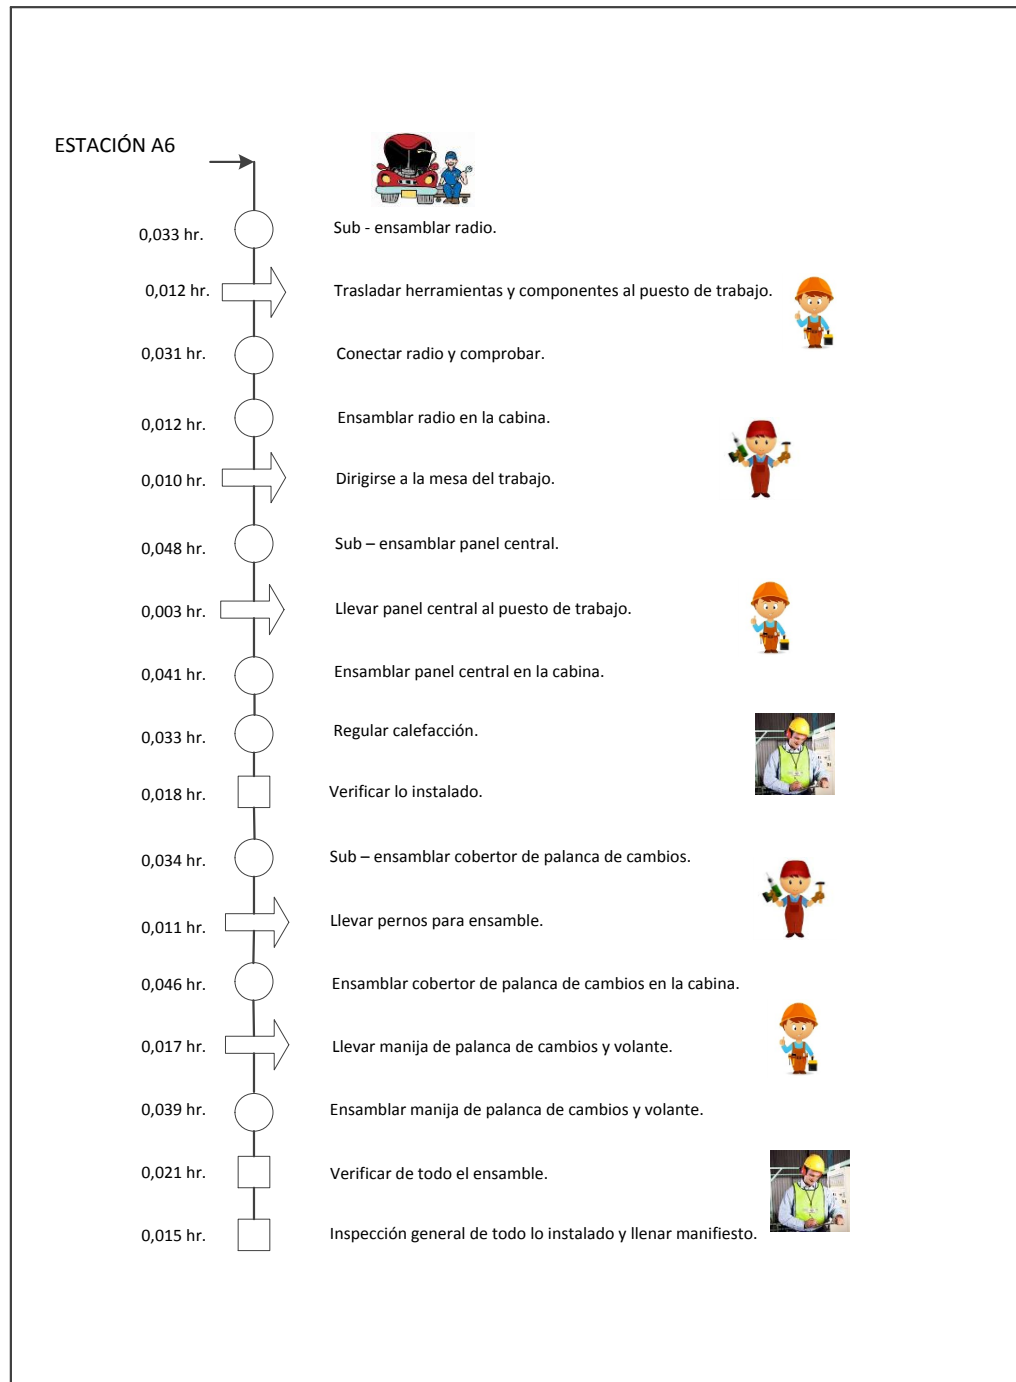 ESTACIÓN A6
0,033 hr. Sub - ensamblar radio.
0,012 hr. Trasladar herramientas y componentes al puesto de trabajo.
0,031 hr. Conectar radio y comprobar.
0,012 hr. Ensamblar radio en la cabina.
0,010 hr. Dirigirse a la mesa del trabajo.
0,048 hr. Sub – ensamblar panel central.
0,003 hr. Llevar panel central al puesto de trabajo.
0,041 hr. Ensamblar panel central en la cabina.
0,033 hr. Regular calefacción.
0,018 hr. Verificar lo instalado.
0,034 hr. Sub – ensamblar cobertor de palanca de cambios.
0,011 hr. Llevar pernos para ensamble.
0,046 hr. Ensamblar cobertor de palanca de cambios en la cabina.
0,017 hr. Llevar manija de palanca de cambios y volante.
0,039 hr. Ensamblar manija de palanca de cambios y volante.
0,021 hr. Verificar de todo el ensamble.
0,015 hr. Inspección general de todo lo instalado y llenar manifiesto.